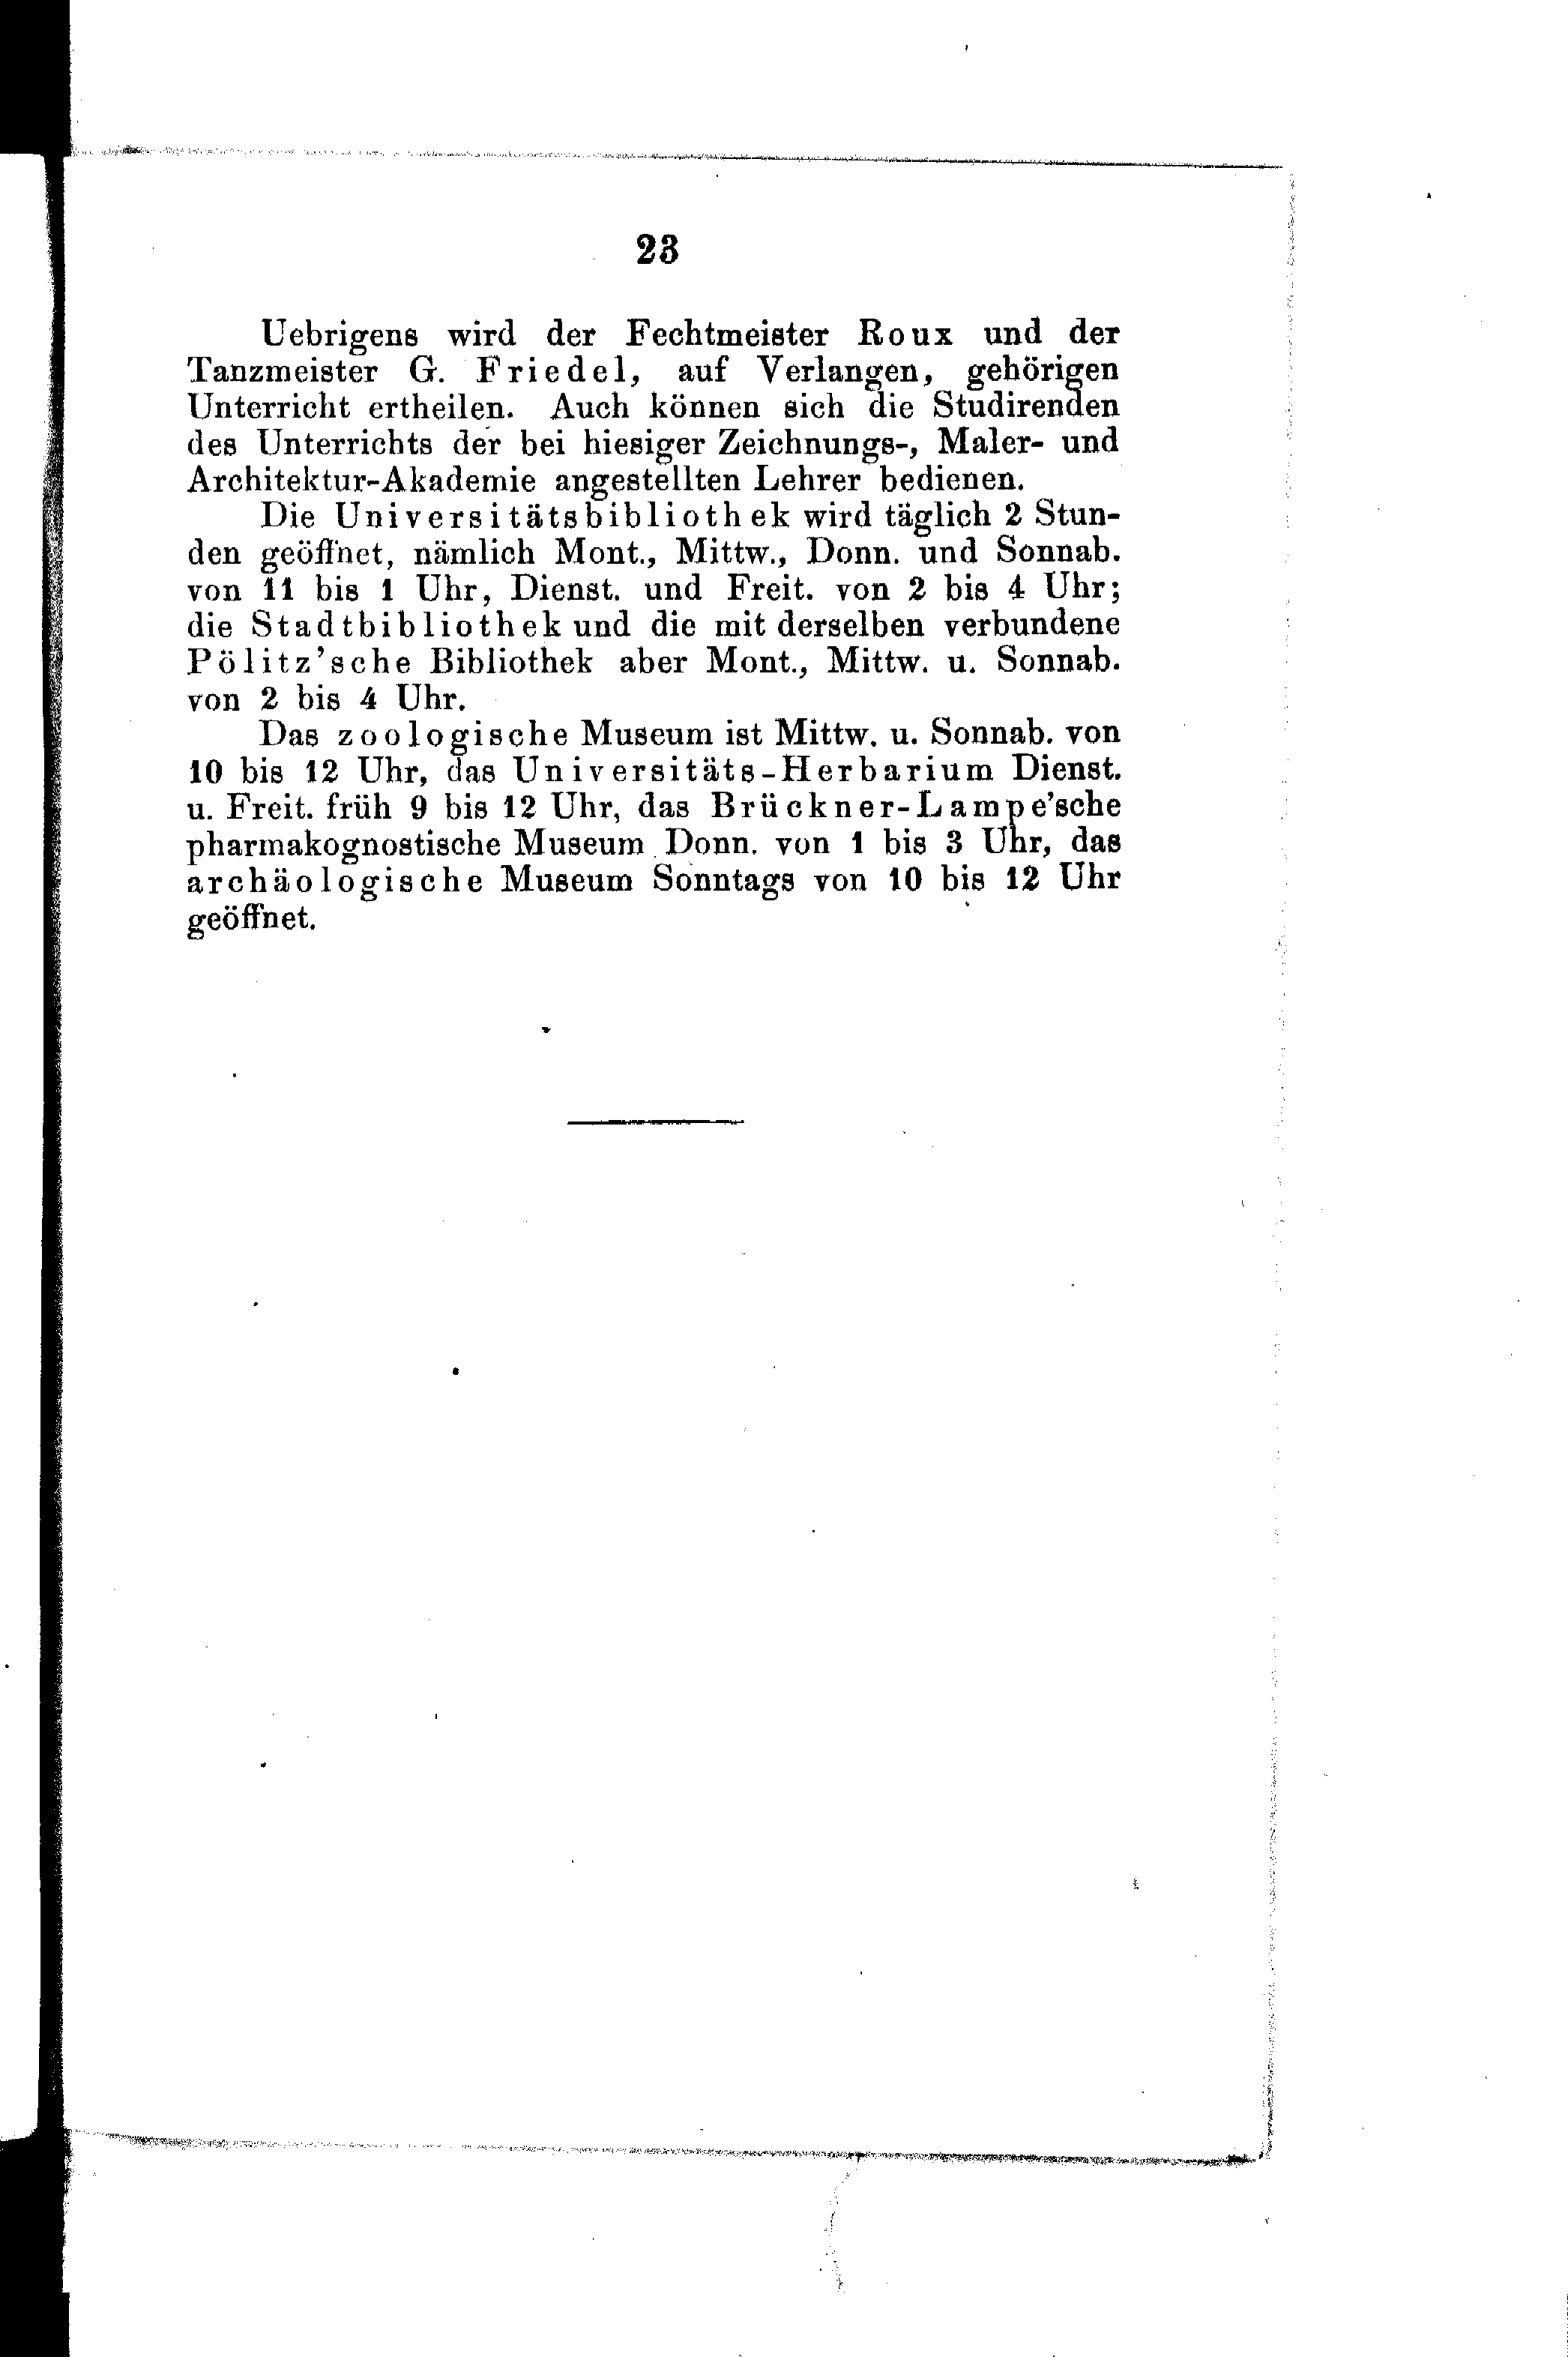 23
Uebrigens wird der Fechtmeister Roux und der
Tanzmeister G. Friedel, auf Verlangen, gehörigen
Unterricht ertheilen. Auch können sich die Studirenden
des Unterrichts der bei hiesiger Zeichnungs-, Maler- und
Architektur-Akademie angestellten Lehrer bedienen.
Die Universitätsbibliothek wird täglich 2 Stun-
den geöffnet, nämlich Mont., Mittw., Donn. und Sonnab.
von 11 bis 1 Uhr, Dienst. und Freit. von 2 bis 4 Uhr;
die Stadtbibliothek und die mit derselben verbundene
Pölitz'sche Bibliothek aber Mont., Mittw. u. Sonnab.
von 2 bis 4 Uhr.
Das zoologische Museum ist Mittw. u. Sonnab. von
10 bis 12 Uhr, das Universitäts-Herbarium Dienst.
u. Freit. früh 9 bis 12 Uhr, das Brückner-Lampe'sche
pharmakognostische Museum Donn. von 1 bis 3 Uhr, das
archäologische Museum Sonntags von 10 bis 12 Uhr
geöffnet.